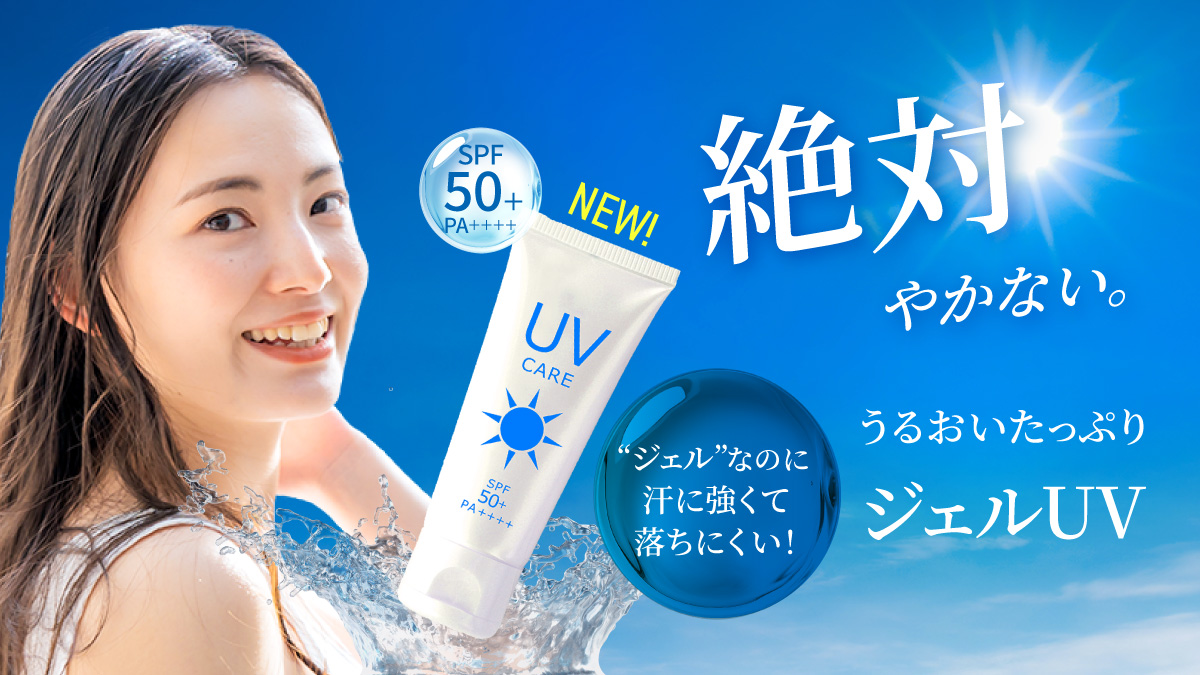 SPF
50+
PA++++
NEW!
UV
CARE
SPF
50+
PA++++
絶対
やかない。
“ジェル”なのに
汗に強くて
落ちにくい!
うるおいたっぷり
ジェルUV